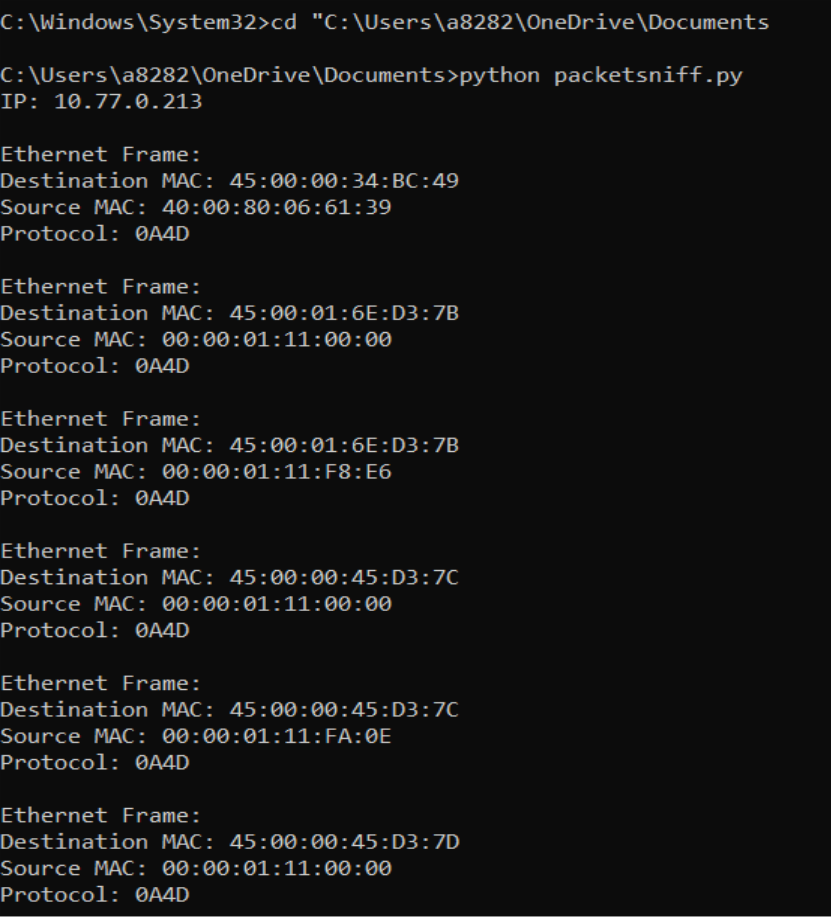 C:\Windows\System32>cd "C:\Users\a8282\OneDrive\Documents
C:\Users\a8282\OneDrive\Documents>python packetsniff.py
IP: 10.77.0.213
Ethernet Frame:
Destination MAC: 45:00:00:34:BC:49
Source MAC: 40:00:80:06:61:39
Protocol: 0A4D
Ethernet Frame:
Destination MAC: 45:00:01:6E:D3:7B
Source MAC: 00:00:01:11:00:00
Protocol: 0A4D
Ethernet Frame:
Destination MAC: 45:00:01:6E:D3:7B
Source MAC: 00:00:01:11:F8:E6
Protocol: 0A4D
Ethernet Frame:
Destination MAC: 45:00:00:45:D3:7C
Source MAC: 00:00:01:11:00:00
Protocol: 0A4D
Ethernet Frame:
Destination MAC: 45:00:00:45:D3:7C
Source MAC: 00:00:01:11:FA:0E
Protocol: 0A4D
Ethernet Frame:
Destination MAC: 45:00:00:45:D3:7D
Source MAC: 00:00:01:11:00:00
Protocol: 0A4D